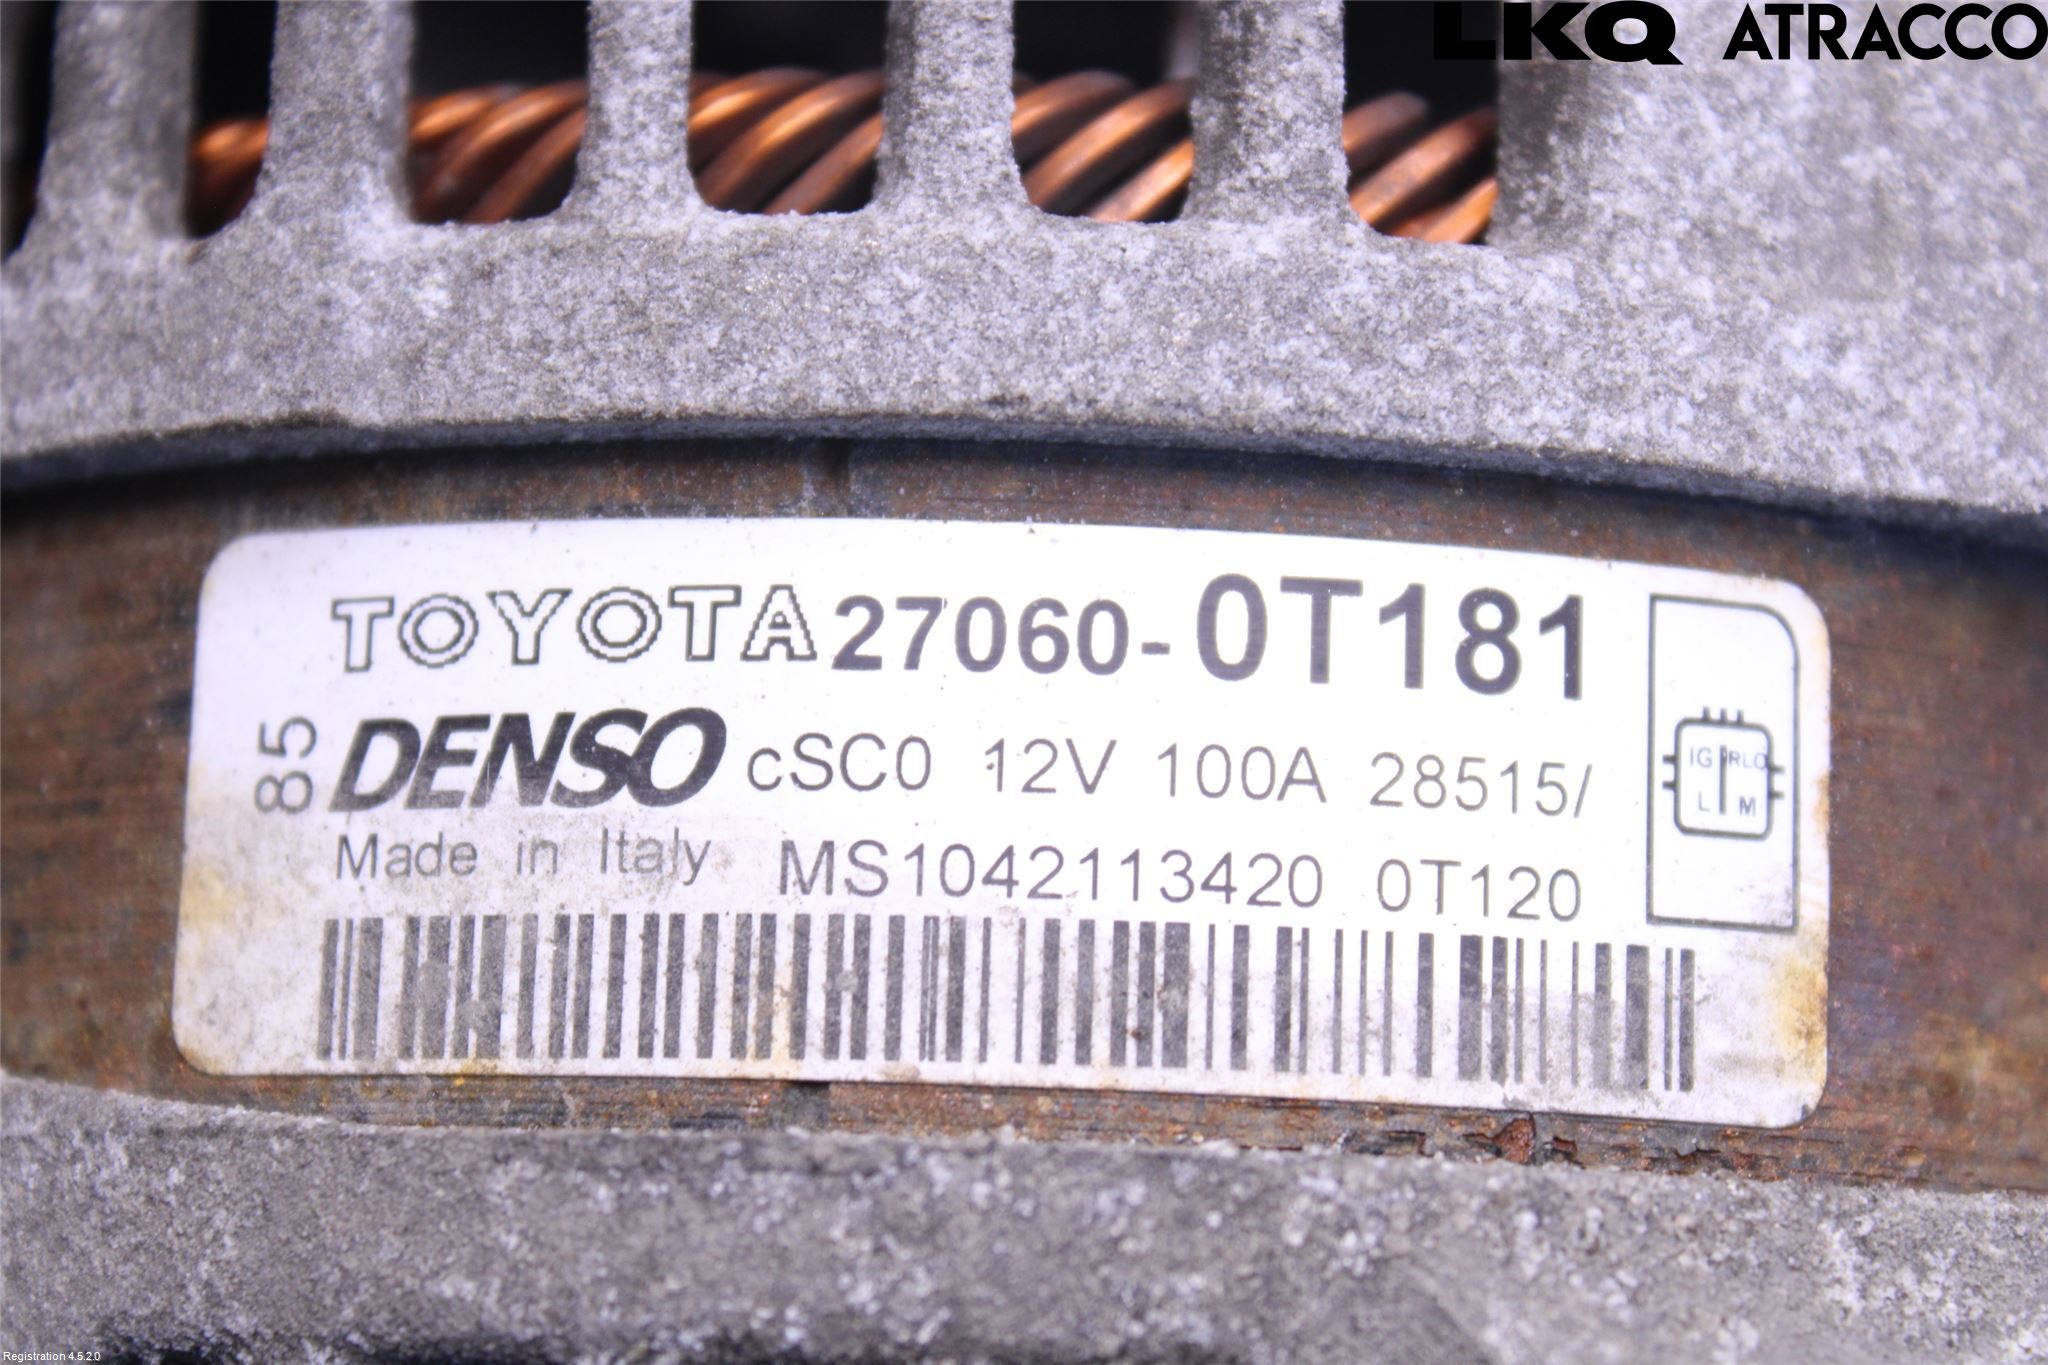 LKQ ATRACCO
TOYOTA 27060-0T181
85
DENSO cSC0 12V 100A 28515/
Made in Italy MS1042113420 0T120
IG RLO
L M
Registration 4.5.2.0